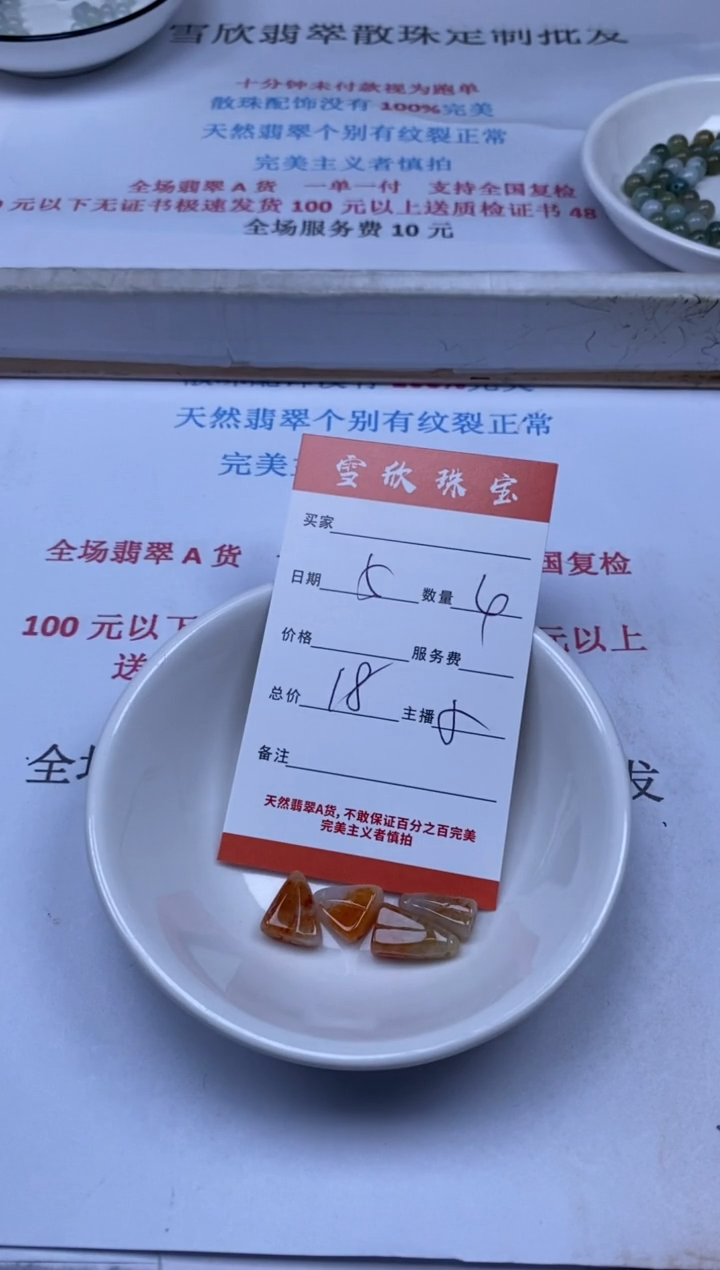 雪欣翡翠散珠定制批发
十分钟未付款视为跑单
散珠配饰没有100%完美
天然翡翠个别有纹裂正常
完美主义者慎拍
全场翡翠A货 一单一付 支持全国复检
0元以下无证书极速发货100元以上送质检证书48
全场服务费10元
天然翡翠个别有纹裂正常
完美
全场翡翠A货 国复检
100元以下 元以上
送
全场 发
雪欣珠宝
买家
日期 5 数量 4
价格 服务费
总价 18 主播
备注
天然翡翠A货,不敢保证百分之百完美
完美主义者慎拍